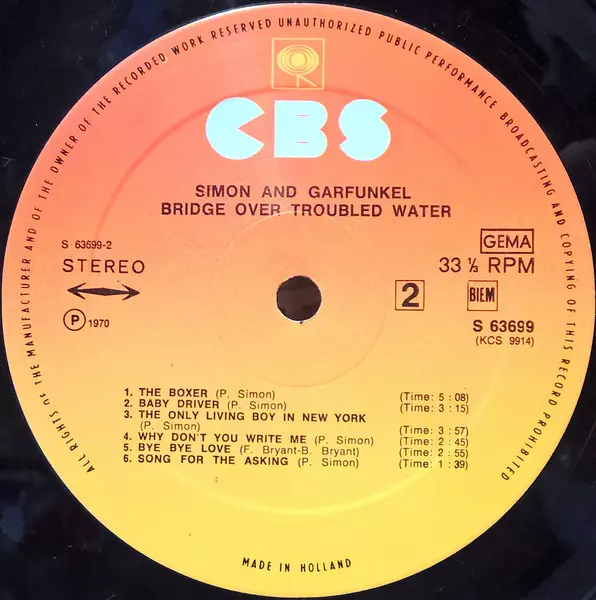 ALL RIGHTS OF THE MANUFACTURER AND OF THE OWNER OF THE RECORDED WORK RESERVED UNAUTHORIZED PUBLIC PERFORMANCE BROADCASTING AND COPYING OF THIS RECORD PROHIBITED
CBS
SIMON AND GARFUNKEL
BRIDGE OVER TROUBLED WATER
S 63699-2
STEREO
Ⓟ 1970
GEMA
33 ⅓ RPM
2 BIEM
S 63699
(KCS 9914)
1. THE BOXER (P. Simon) (Time: 5 : 08)
2. BABY DRIVER (P. Simon) (Time: 3 : 15)
3. THE ONLY LIVING BOY IN NEW YORK
(P. Simon) (Time: 3 : 57)
4. WHY DON'T YOU WRITE ME (P. Simon) (Time: 2 : 45)
5. BYE BYE LOVE (F. Bryant-B. Bryant) (Time: 2 : 55)
6. SONG FOR THE ASKING (P. Simon) (Time: 1 : 39)
MADE IN HOLLAND